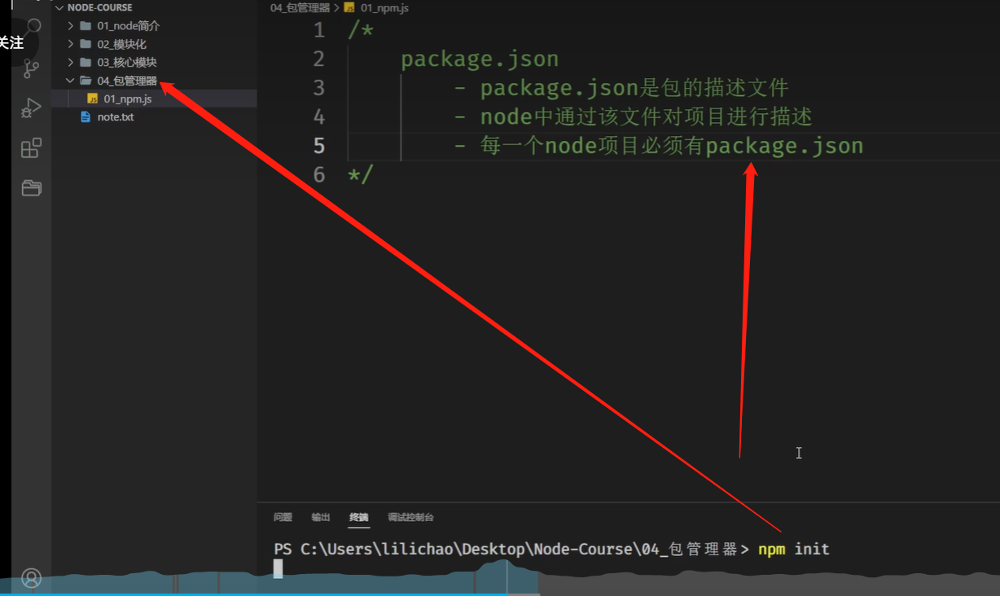 关注
NODE-COURSE
01_node简介
02_模块化
03_核心模块
04_包管理器
01_npm.js
note.txt
04_包管理器 > JS 01_npm.js
1 /*
2 package.json
3 - package.json是包的描述文件
4 - node中通过该文件对项目进行描述
5 - 每一个node项目必须有package.json
6 */
问题 输出 终端 调试控制台
PS C:\Users\lilichao\Desktop\Node-Course\04_包管理器> npm init